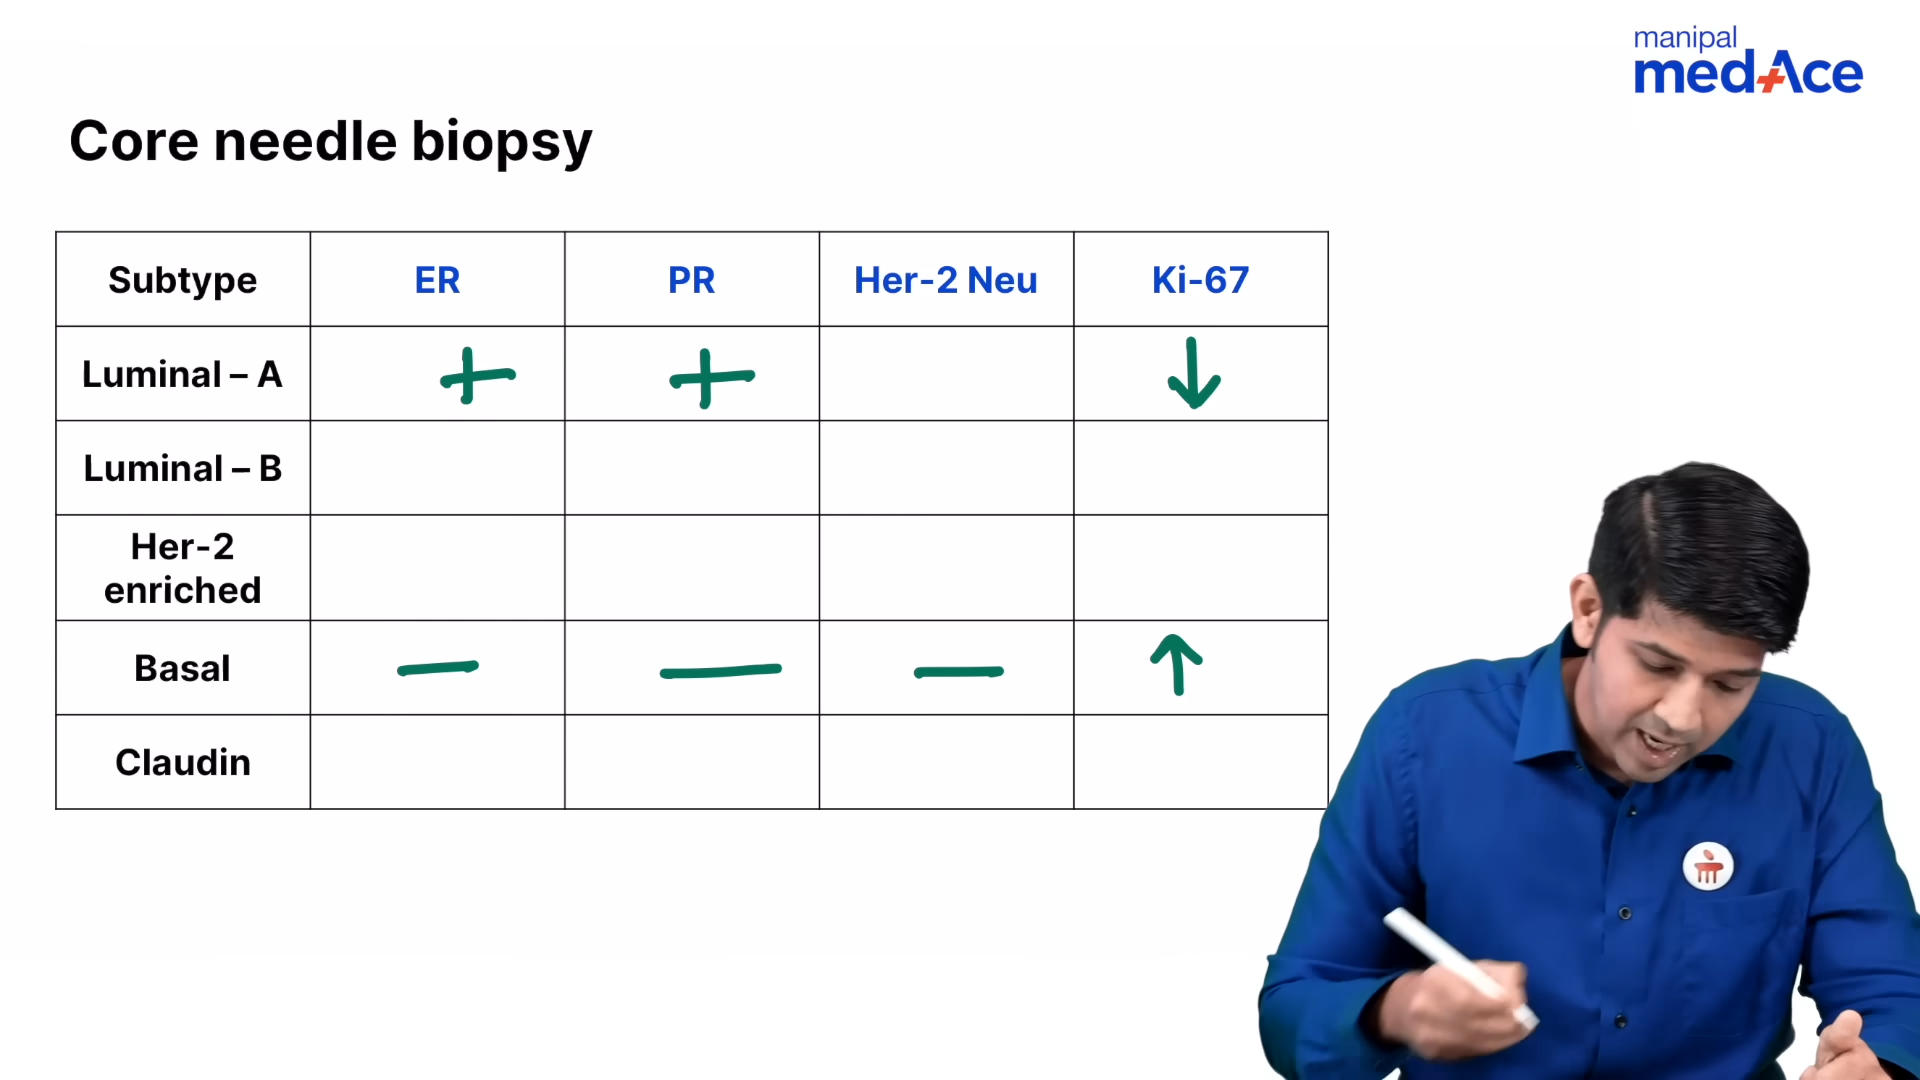 manipal
medAce
Core needle biopsy
Subtype ER PR Her-2 Neu Ki-67
Luminal – A + + ↓
Luminal – B
Her-2
enriched
Basal — — — ↑
Claudin